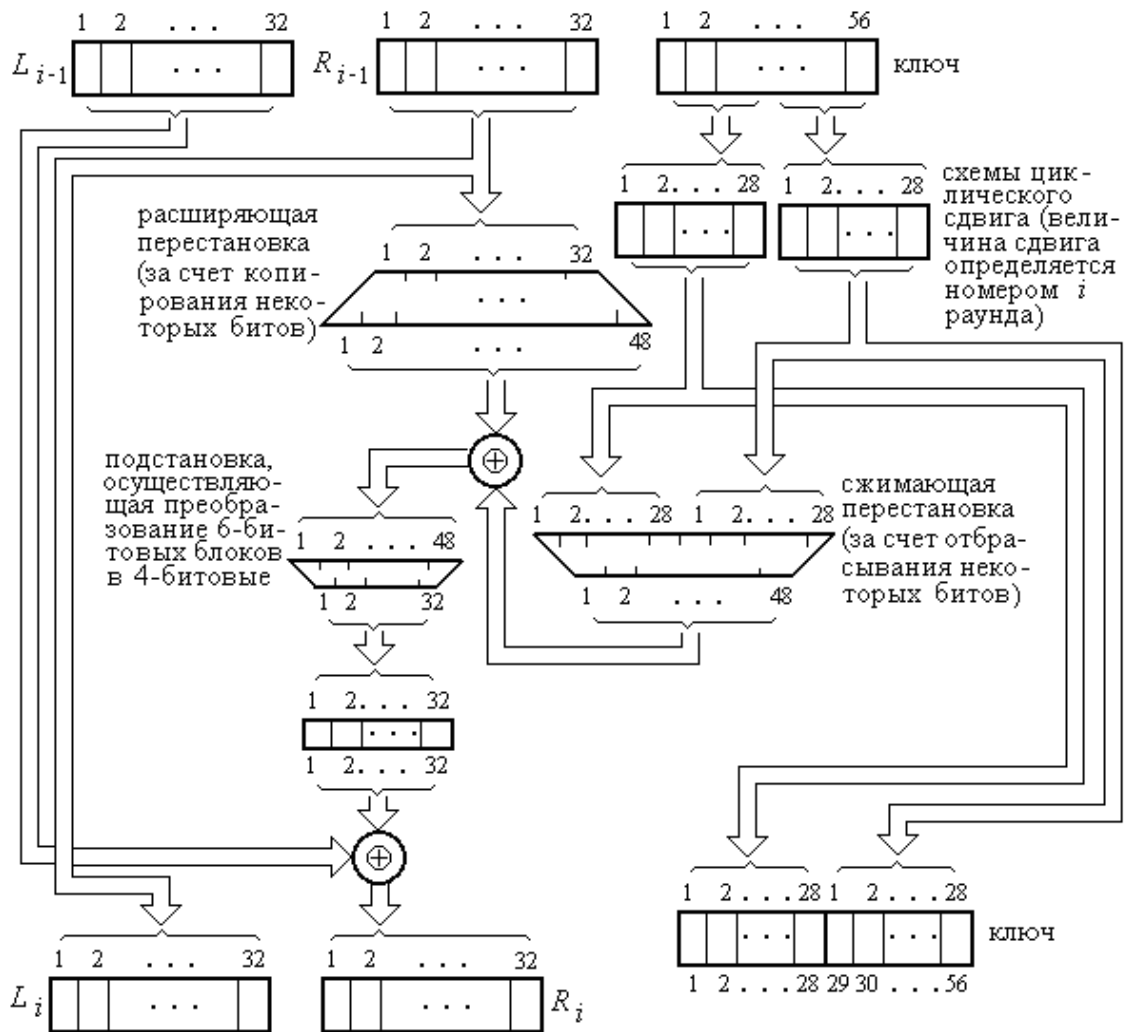 1 2 . . . 32
1 2 . . . 32
1 2 . . . 56
L i-1 . . .
R i-1 . . .
. . . ключ
1 2 . . . 28
1 2 . . . 28
. . .
. . .
схемы цик-
лического
сдвига (вели-
чина сдвига
определяется
номером i
раунда)
расширяющая
перестановка
(за счет копи-
рования неко-
торых битов)
1 2 . . . 32
. . .
1 2 . . . 48
⊕
подстановка,
осуществляю-
щая преобра-
зование 6-би-
товых блоков
в 4-битовые
1 2 . . . 48
1 2 32
1 2 . . . 28 1 2 . . . 28
1 2 . . . 48
сжимающая
перестановка
(за счет отбра-
сывания неко-
торых битов)
1 2 . . . 32
. . .
1 2 . . . 32
⊕
1 2 . . . 28 1 2 . . . 28
. . . . . . ключ
1 2 . . . 28 29 30 . . . 56
1 2 . . . 32
L i . . .
1 2 . . . 32
. . . R i